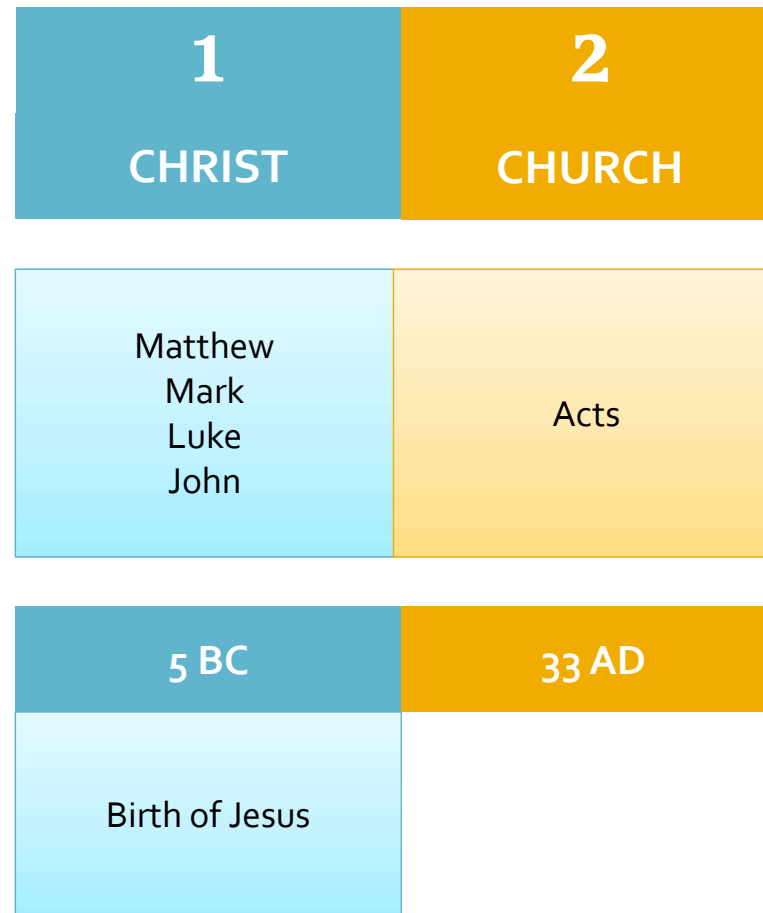 1
2
CHRIST
CHURCH
Matthew
Mark
Luke
John
Acts
5 BC
33 AD
Birth of Jesus